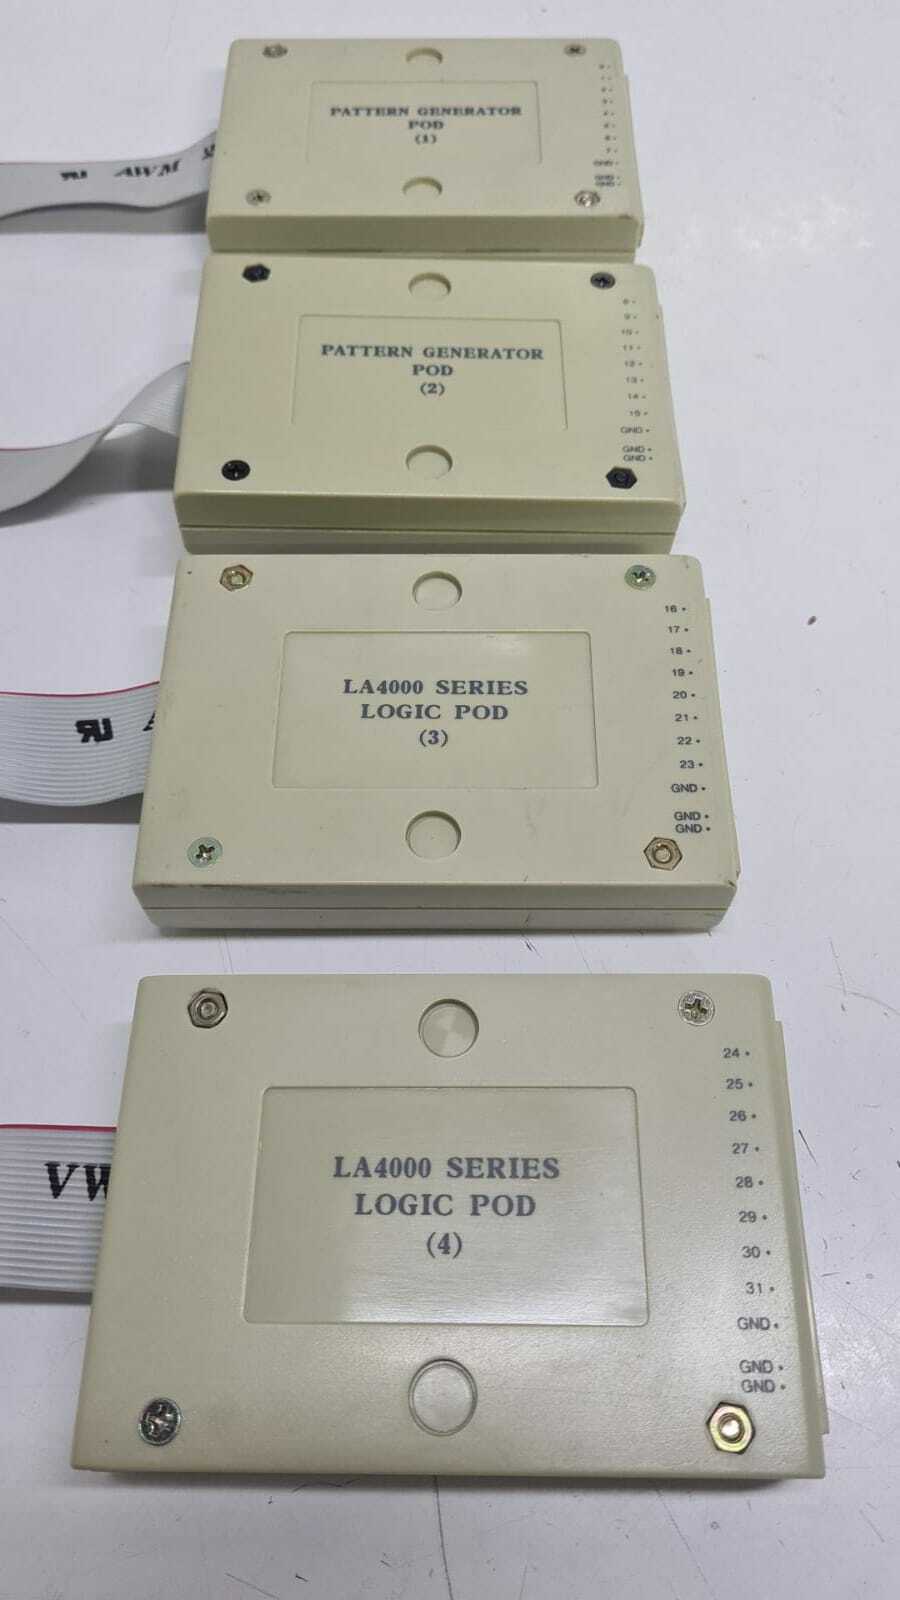 PATTERN GENERATOR
POD
(1)
0
1
2
3
4
5
6
7
GND
GND
GND
AWM
PATTERN GENERATOR
POD
(2)
8
9
10
11
12
13
14
15
GND
GND
GND
LA4000 SERIES
LOGIC POD
(3)
16
17
18
19
20
21
22
23
GND
GND
GND
LA4000 SERIES
LOGIC POD
(4)
24
25
26
27
28
29
30
31
GND
GND
GND
VW